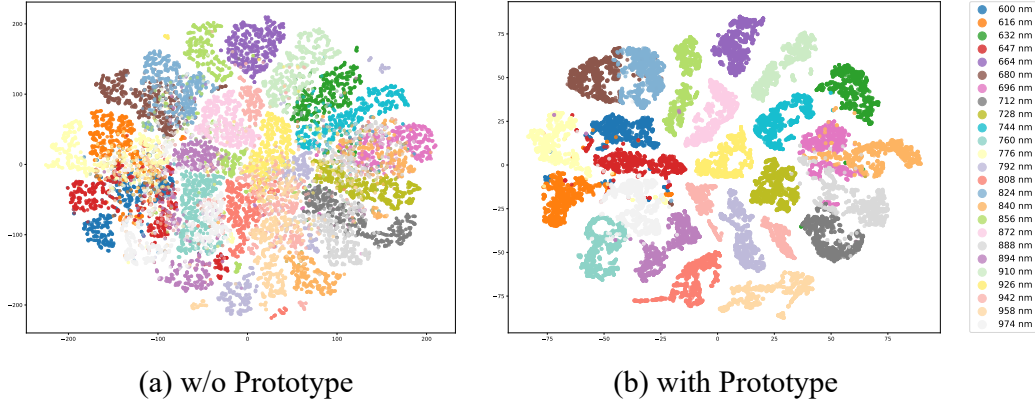 200
100
0
−100
−200
−200
−100
0
100
200
(a) w/o Prototype
75
50
25
0
−25
−50
−75
−75
−50
−25
0
25
50
75
(b) with Prototype
600 nm
616 nm
632 nm
647 nm
664 nm
680 nm
696 nm
712 nm
728 nm
744 nm
760 nm
776 nm
792 nm
808 nm
824 nm
840 nm
856 nm
872 nm
888 nm
894 nm
910 nm
926 nm
942 nm
958 nm
974 nm